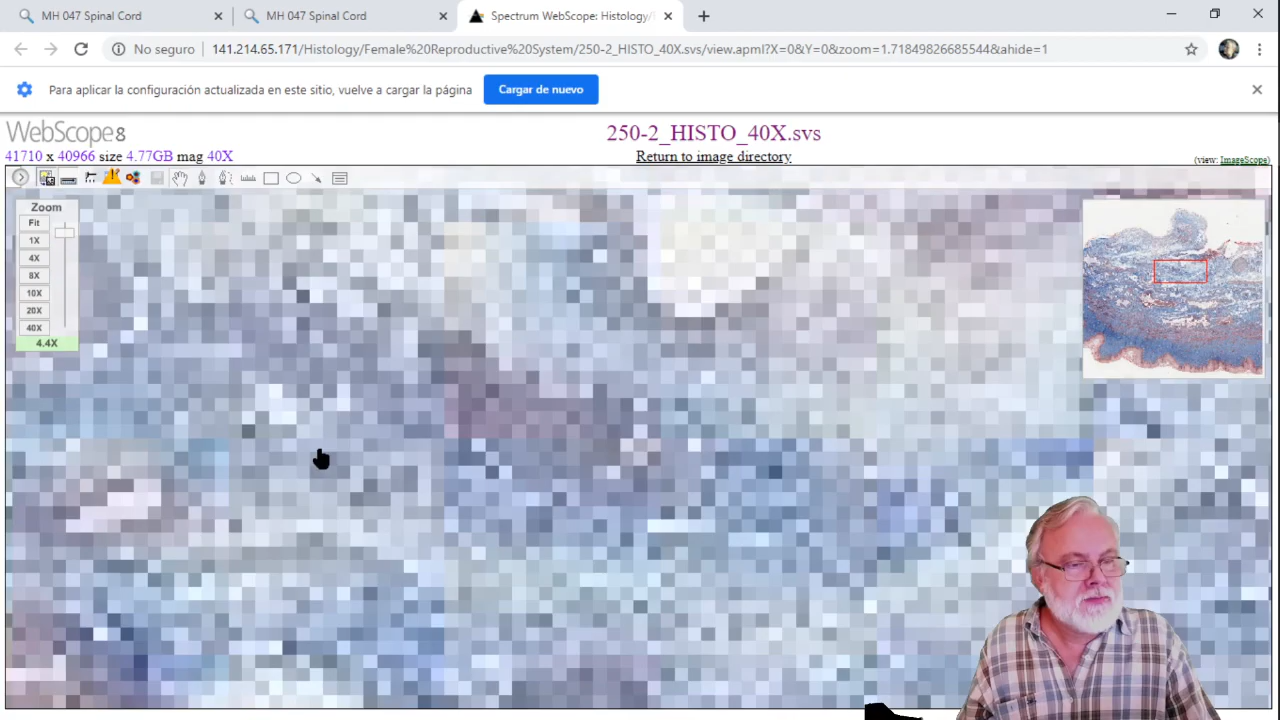 MH 047 Spinal Cord
MH 047 Spinal Cord
Spectrum WebScope: Histology/
No seguro
141.214.65.171/Histology/Female%20Reproductive%20System/250-2_HISTO_40X.svs/view.apml?X=0&Y=0&zoom=1.71849826685544&ahide=1
Para aplicar la configuración actualizada en este sitio, vuelve a cargar la página
Cargar de nuevo
WebScope 8
250-2_HISTO_40X.svs
41710 x 40966 size 4.77GB mag 40X
Return to image directory
(view: ImageScope)
Zoom
Fit
1X
4X
8X
10X
20X
40X
4.4X